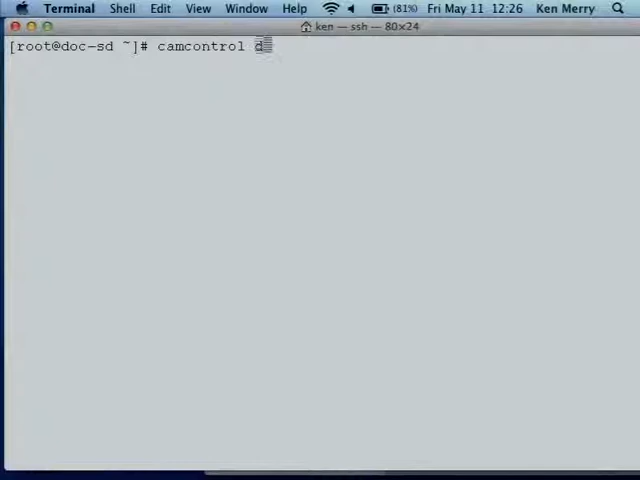 Terminal Shell Edit View Window Help (81%) Fri May 11 12:26 Ken Merry
ken — ssh — 80×24
[root@doc-sd ~]# camcontrol d